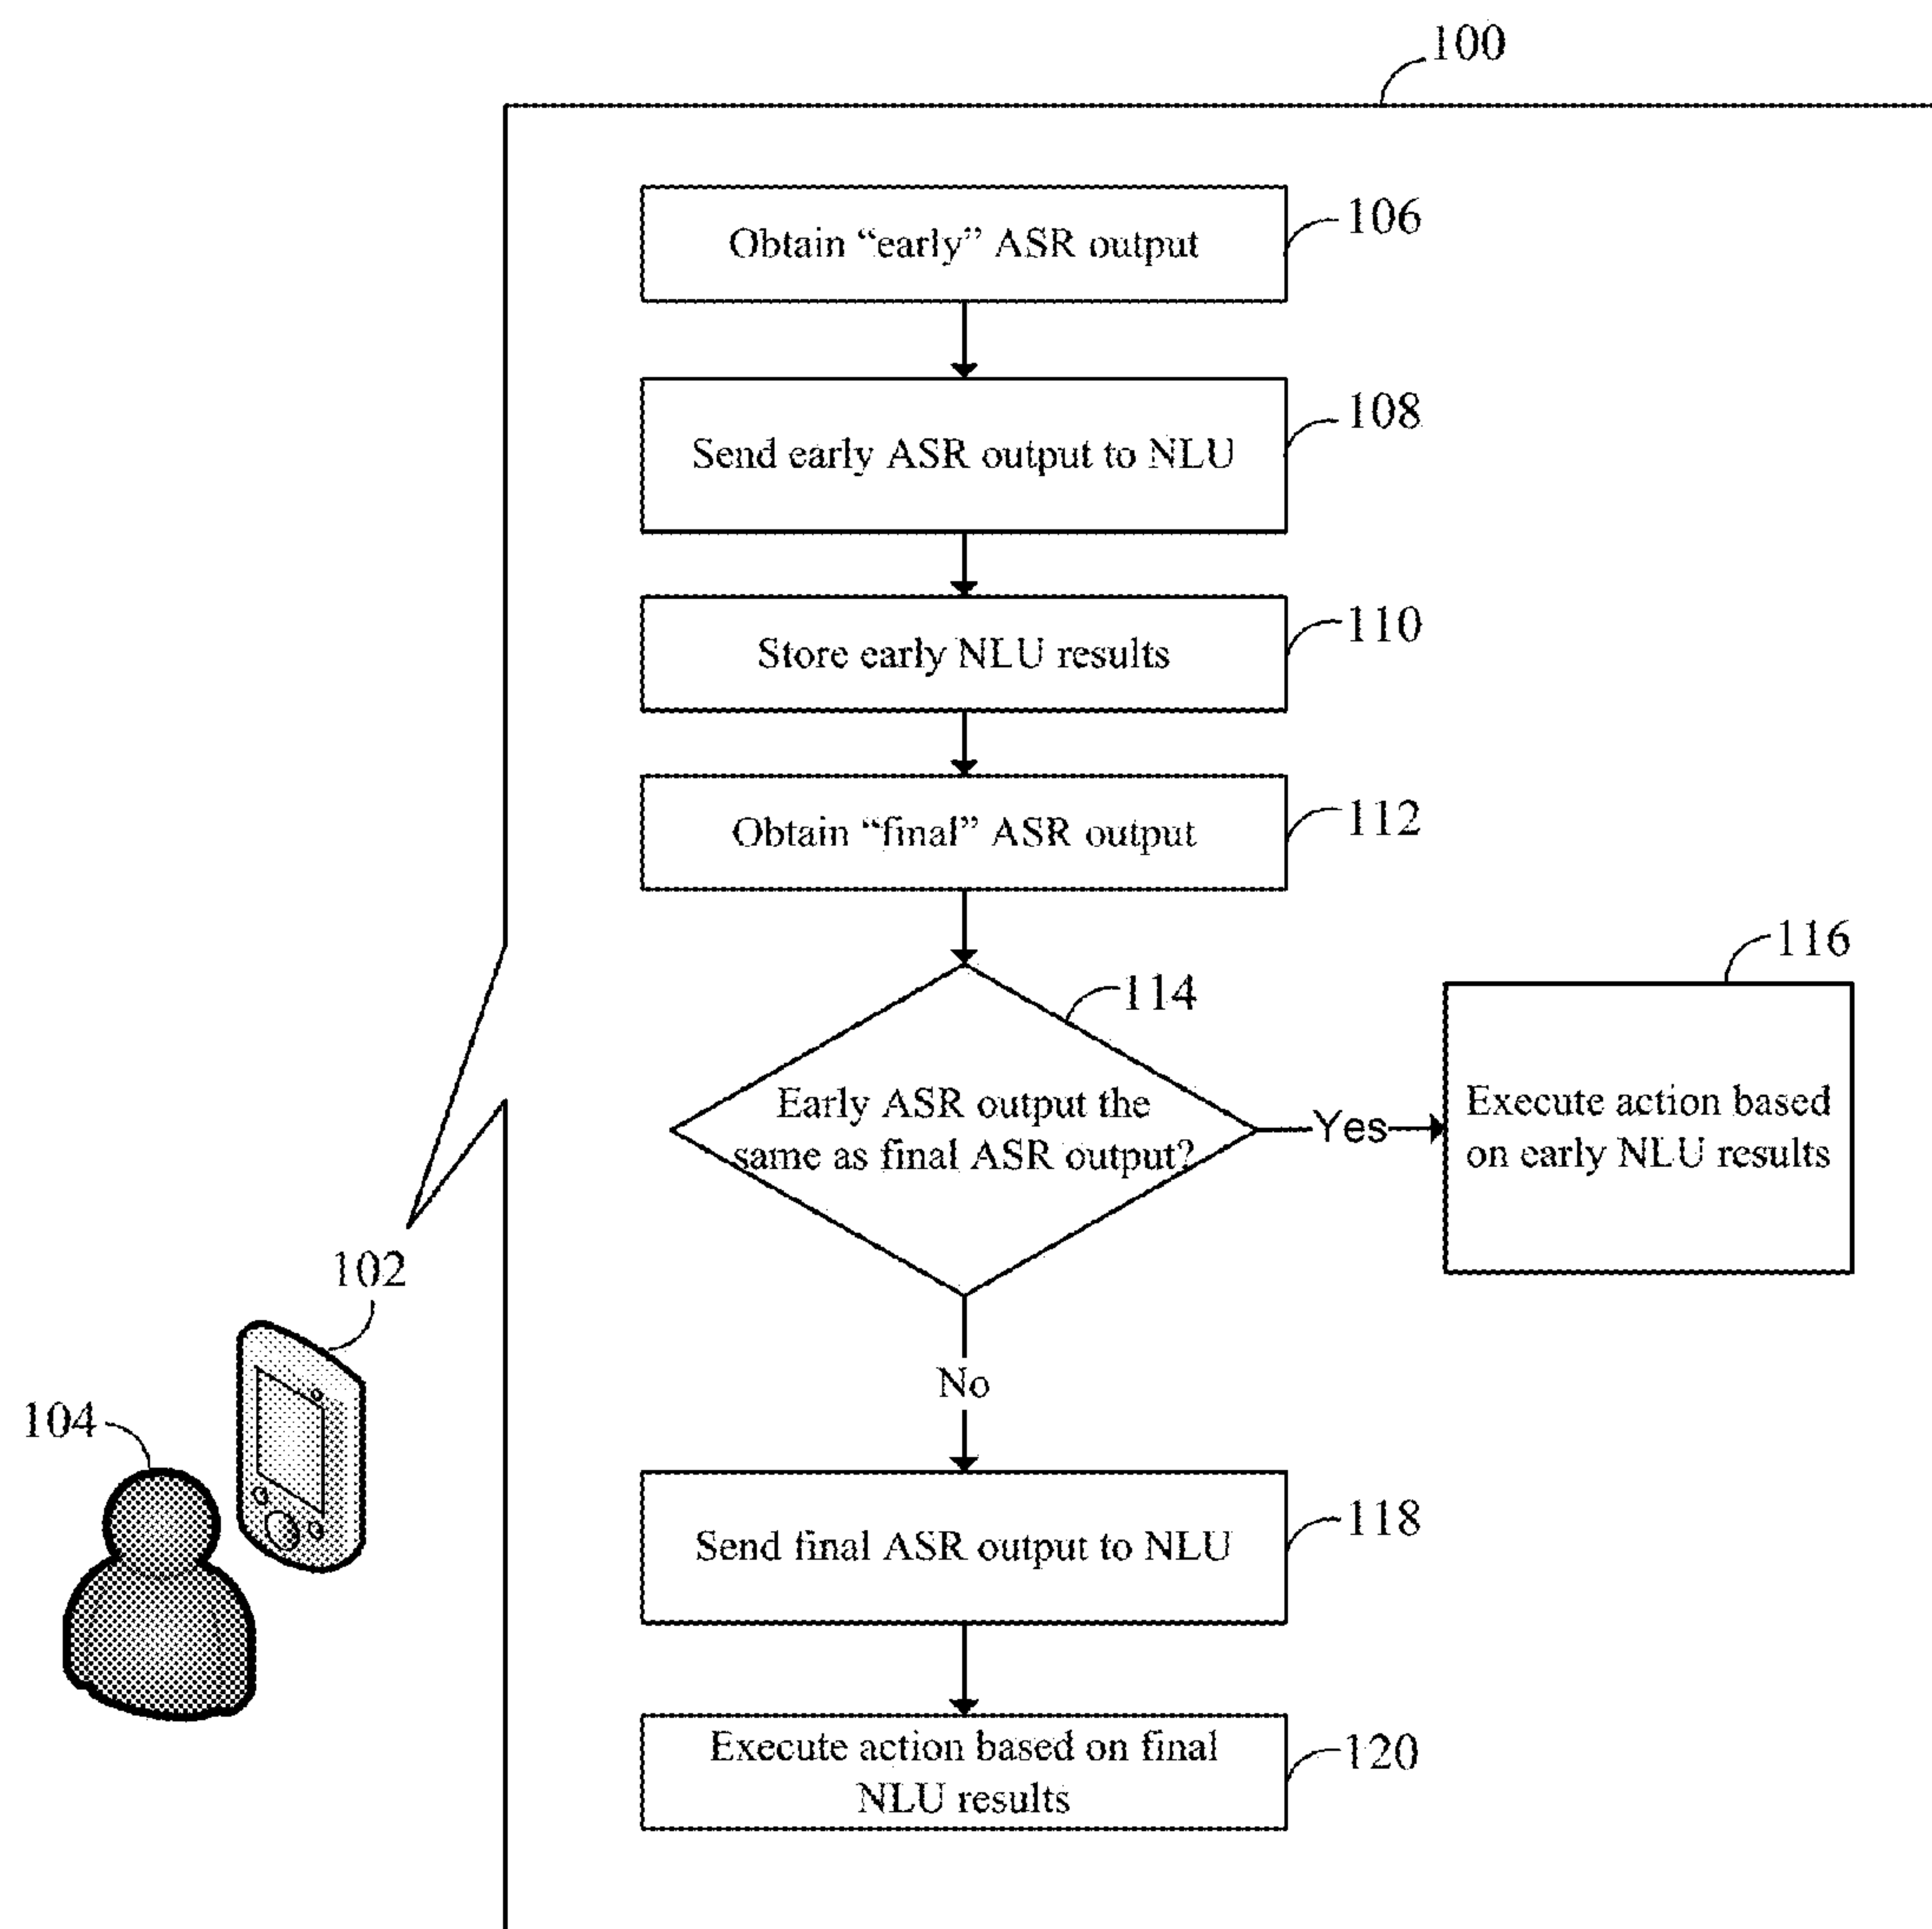 100
Obtain “early” ASR output
106
Send early ASR output to NLU
108
Store early NLU results
110
Obtain “final” ASR output
112
114
Early ASR output the
same as final ASR output?
Yes
116
Execute action based
on early NLU results
102
104
No
Send final ASR output to NLU
118
Execute action based on final
NLU results
120